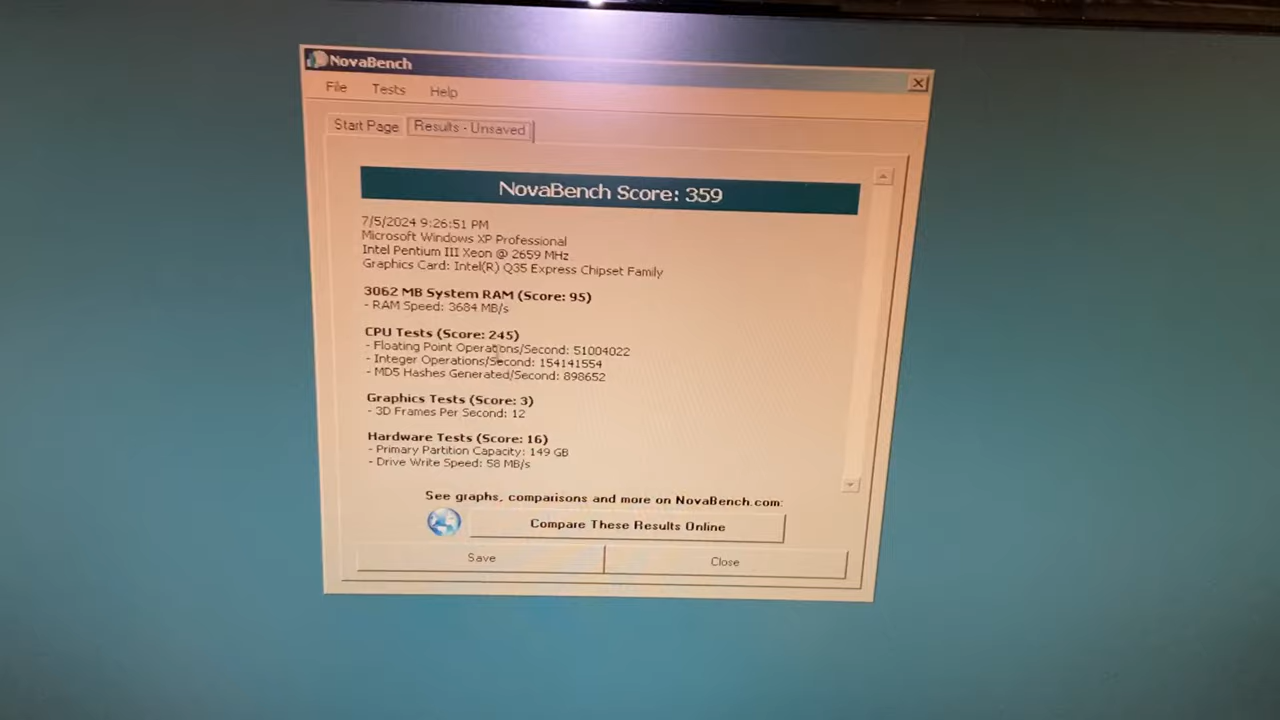 NovaBench
File Tests Help
Start Page Results - Unsaved
NovaBench Score: 359
7/5/2024 9:26:51 PM
Microsoft Windows XP Professional
Intel Pentium III Xeon @ 2659 MHz
Graphics Card: Intel(R) Q35 Express Chipset Family
3062 MB System RAM (Score: 95)
- RAM Speed: 3684 MB/s
CPU Tests (Score: 245)
- Floating Point Operations/Second: 51004022
- Integer Operations/Second: 154141554
- MD5 Hashes Generated/Second: 898652
Graphics Tests (Score: 3)
- 3D Frames Per Second: 12
Hardware Tests (Score: 16)
- Primary Partition Capacity: 149 GB
- Drive Write Speed: 58 MB/s
See graphs, comparisons and more on NovaBench.com:
Compare These Results Online
Save Close